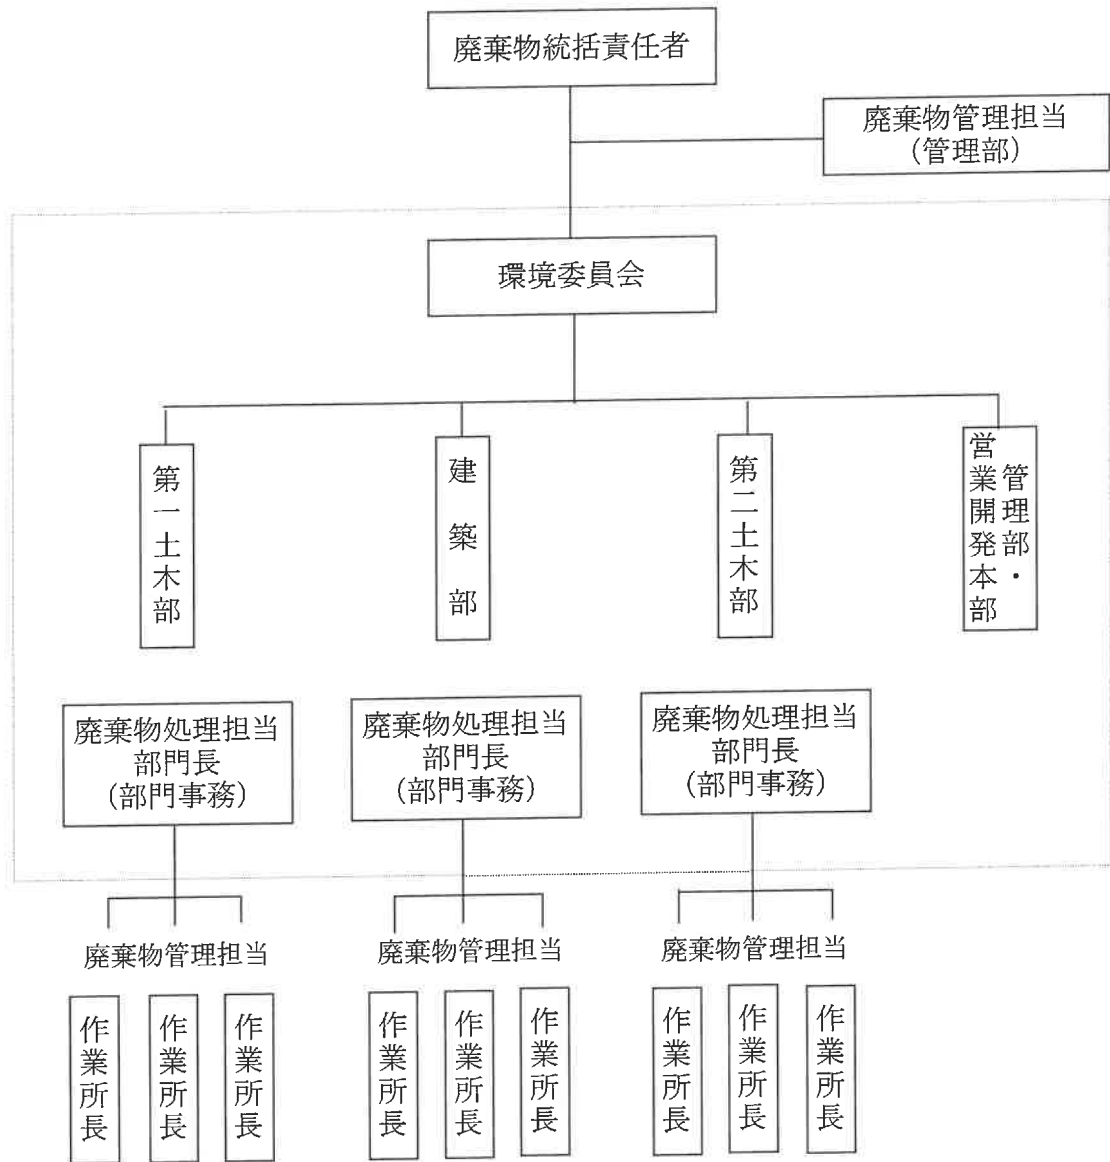 廃棄物統括責任者
廃棄物管理担当
（管理部）
環境委員会
第一土木部
建築部
第二土木部
管理部・
営業開発本部
廃棄物処理担当
部門長
（部門事務）
廃棄物処理担当
部門長
（部門事務）
廃棄物処理担当
部門長
（部門事務）
廃棄物管理担当
廃棄物管理担当
廃棄物管理担当
作業所長
作業所長
作業所長
作業所長
作業所長
作業所長
作業所長
作業所長
作業所長